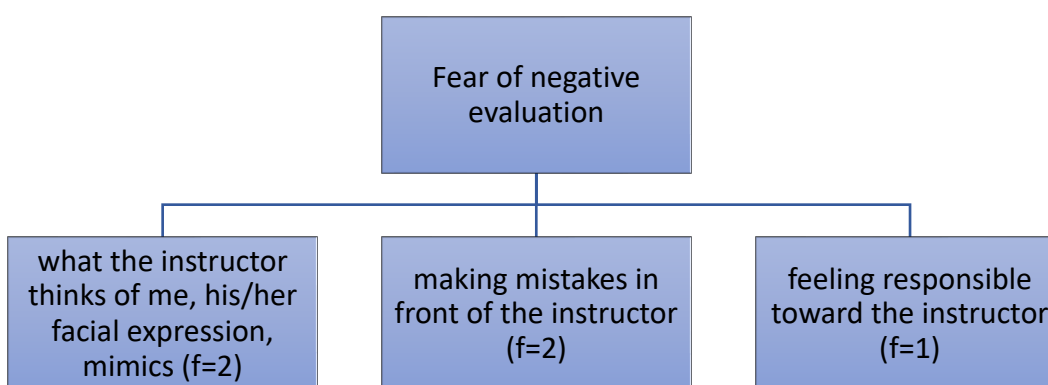 Fear of negative
evaluation
what the instructor
thinks of me, his/her
facial expression,
mimics (f=2)
making mistakes in
front of the instructor
(f=2)
feeling responsible
toward the instructor
(f=1)